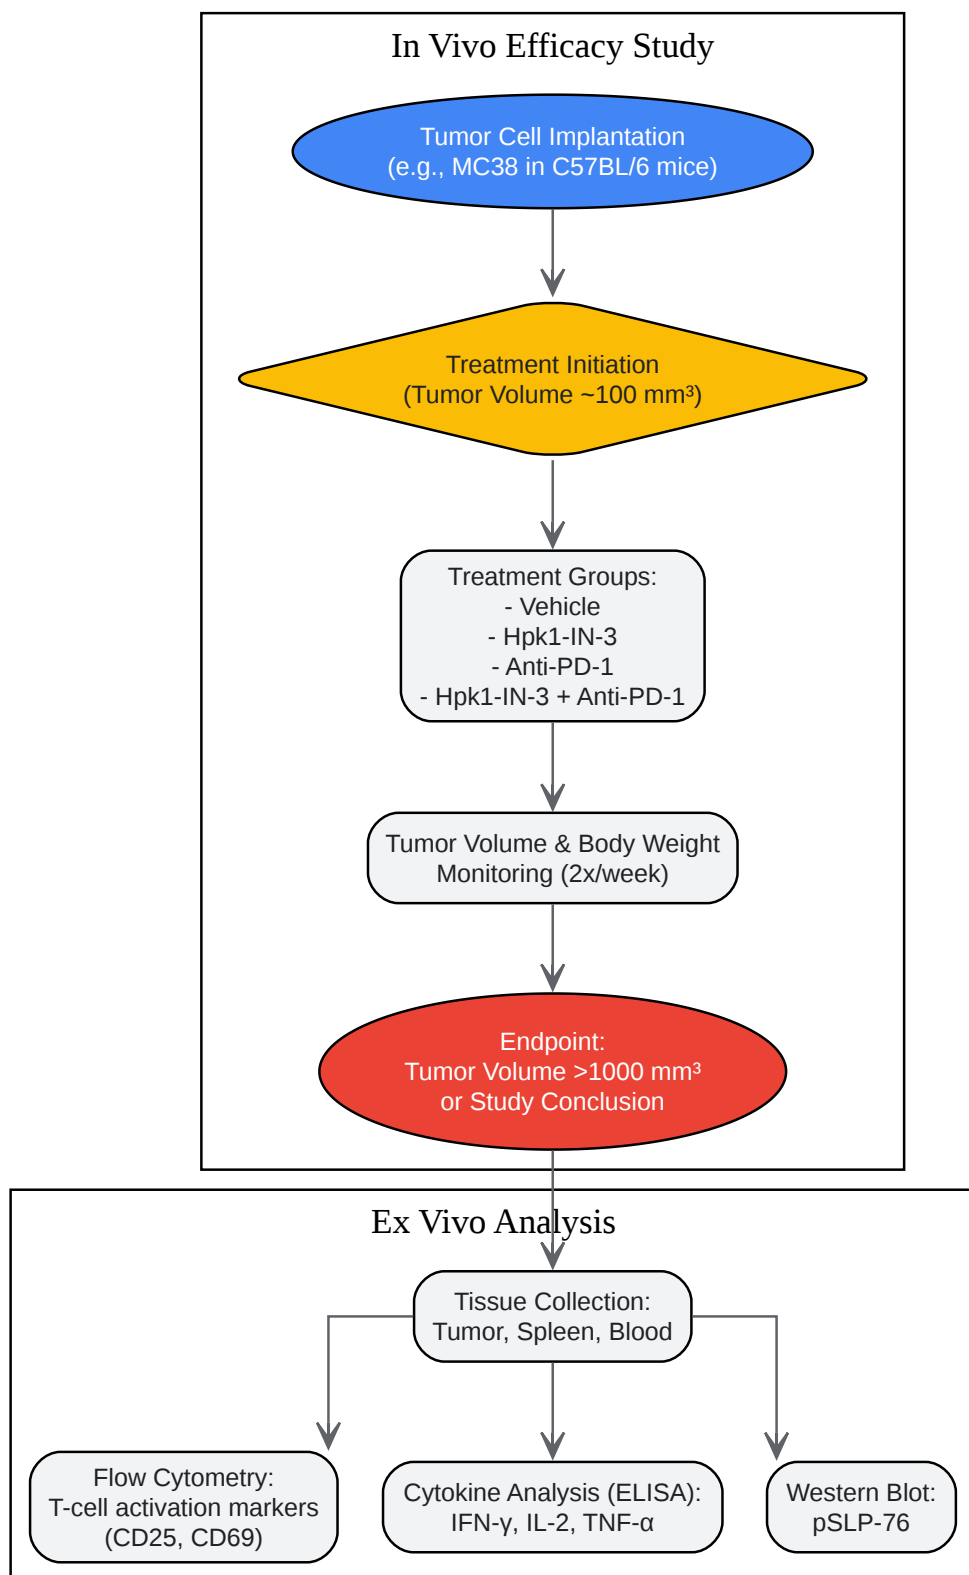 In Vivo Efficacy Study
Tumor Cell Implantation
(e.g., MC38 in C57BL/6 mice)
Treatment Initiation
(Tumor Volume ~100 mm³)
Treatment Groups:
- Vehicle
- Hpk1-IN-3
- Anti-PD-1
- Hpk1-IN-3 + Anti-PD-1
Tumor Volume & Body Weight
Monitoring (2x/week)
Endpoint:
Tumor Volume >1000 mm³
or Study Conclusion
Ex Vivo Analysis
Tissue Collection:
Tumor, Spleen, Blood
Flow Cytometry:
T-cell activation markers
(CD25, CD69)
Cytokine Analysis (ELISA):
IFN-γ, IL-2, TNF-α
Western Blot:
pSLP-76